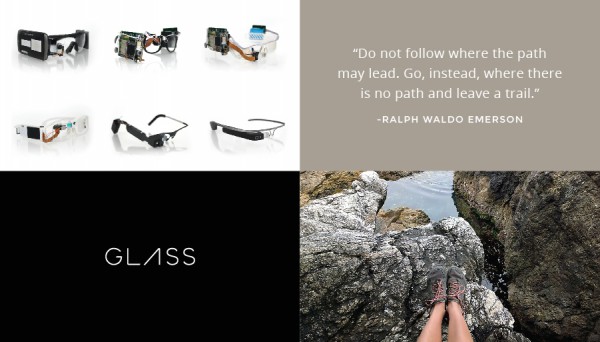 “Do not follow where the path
may lead. Go, instead, where there
is no path and leave a trail.“
-RALPH WALDO EMERSON
GLASS